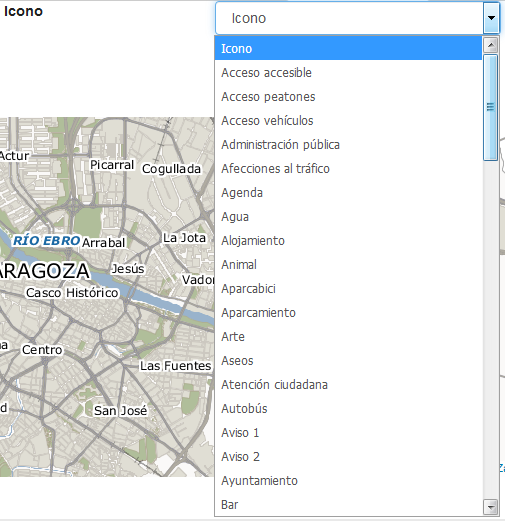 Icono
Icono
Icono
Acceso accesible
Acceso peatones
Acceso vehículos
Administración pública
Afecciones al tráfico
Agenda
Agua
Alojamiento
Animal
Aparcabici
Aparcamiento
Arte
Aseos
Atención ciudadana
Autobús
Aviso 1
Aviso 2
Ayuntamiento
Bar
Actur
Picarral
Cogullada
RÍO EBRO
Arrabal
La Jota
ARAGOZA
Jesús
Vador
Casco Histórico
Centro
Las Fuentes
San José